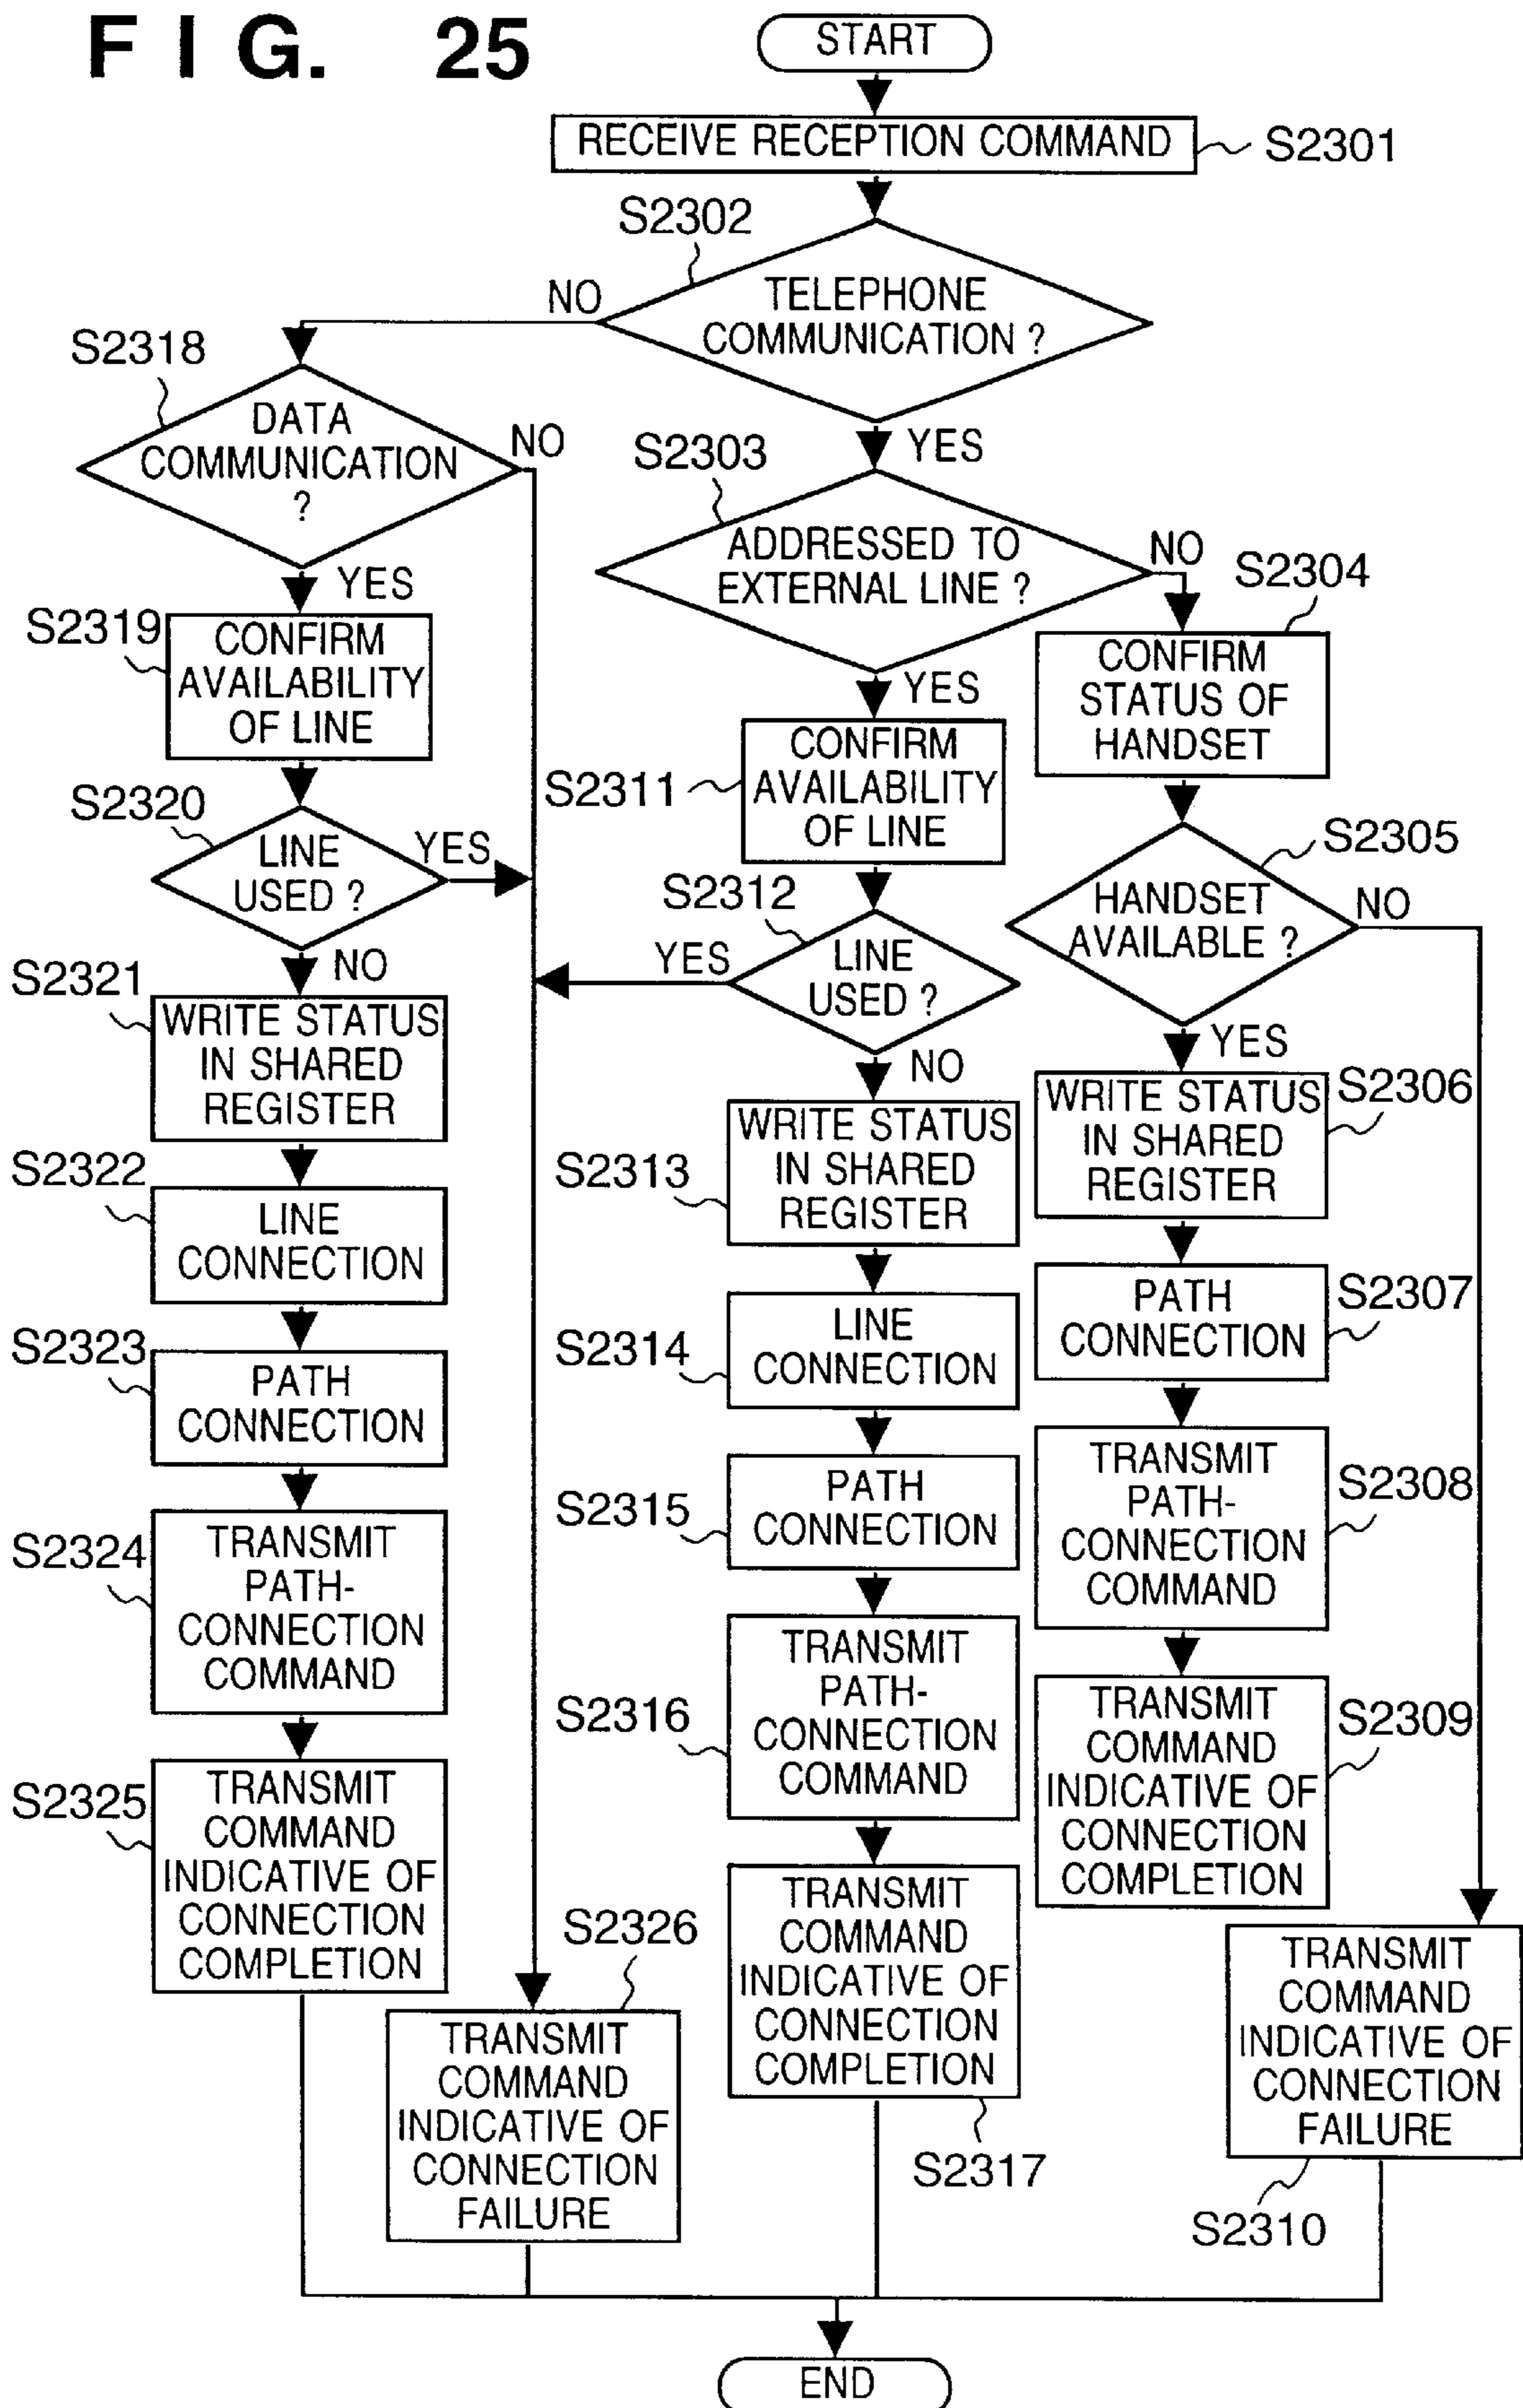 FIG. 25
START
RECEIVE RECEPTION COMMAND
S2301
S2302
TELEPHONE
COMMUNICATION ?
NO
YES
S2318
DATA
COMMUNICATION
?
NO
YES
S2303
ADDRESSED TO
EXTERNAL LINE ?
NO
YES
S2304
CONFIRM
STATUS OF
HANDSET
S2319
CONFIRM
AVAILABILITY
OF LINE
S2311
CONFIRM
AVAILABILITY
OF LINE
S2320
LINE
USED ?
YES
NO
S2305
HANDSET
AVAILABLE ?
NO
YES
S2312
LINE
USED ?
YES
NO
S2321
WRITE STATUS
IN SHARED
REGISTER
S2313
WRITE STATUS
IN SHARED
REGISTER
S2306
WRITE STATUS
IN SHARED
REGISTER
S2322
LINE
CONNECTION
S2314
LINE
CONNECTION
S2307
PATH
CONNECTION
S2323
PATH
CONNECTION
S2315
PATH
CONNECTION
S2308
TRANSMIT
PATH-
CONNECTION
COMMAND
S2324
TRANSMIT
PATH-
CONNECTION
COMMAND
S2316
TRANSMIT
PATH-
CONNECTION
COMMAND
S2309
TRANSMIT
COMMAND
INDICATIVE OF
CONNECTION
COMPLETION
S2325
TRANSMIT
COMMAND
INDICATIVE OF
CONNECTION
COMPLETION
S2326
TRANSMIT
COMMAND
INDICATIVE OF
CONNECTION
FAILURE
TRANSMIT
COMMAND
INDICATIVE OF
CONNECTION
COMPLETION
S2317
TRANSMIT
COMMAND
INDICATIVE OF
CONNECTION
FAILURE
S2310
END